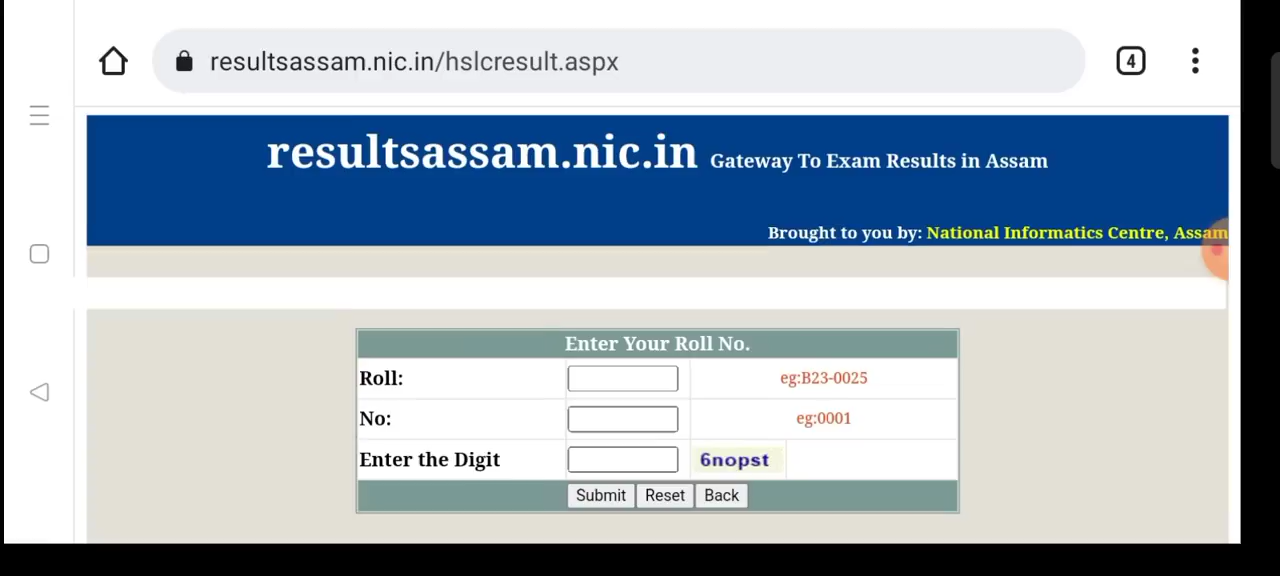 resultsassam.nic.in/hslcresult.aspx
4
resultsassam.nic.in Gateway To Exam Results in Assam
Brought to you by: National Informatics Centre, Assam
Enter Your Roll No.
Roll: eg:B23-0025
No: eg:0001
Enter the Digit 6nopst
Submit Reset Back